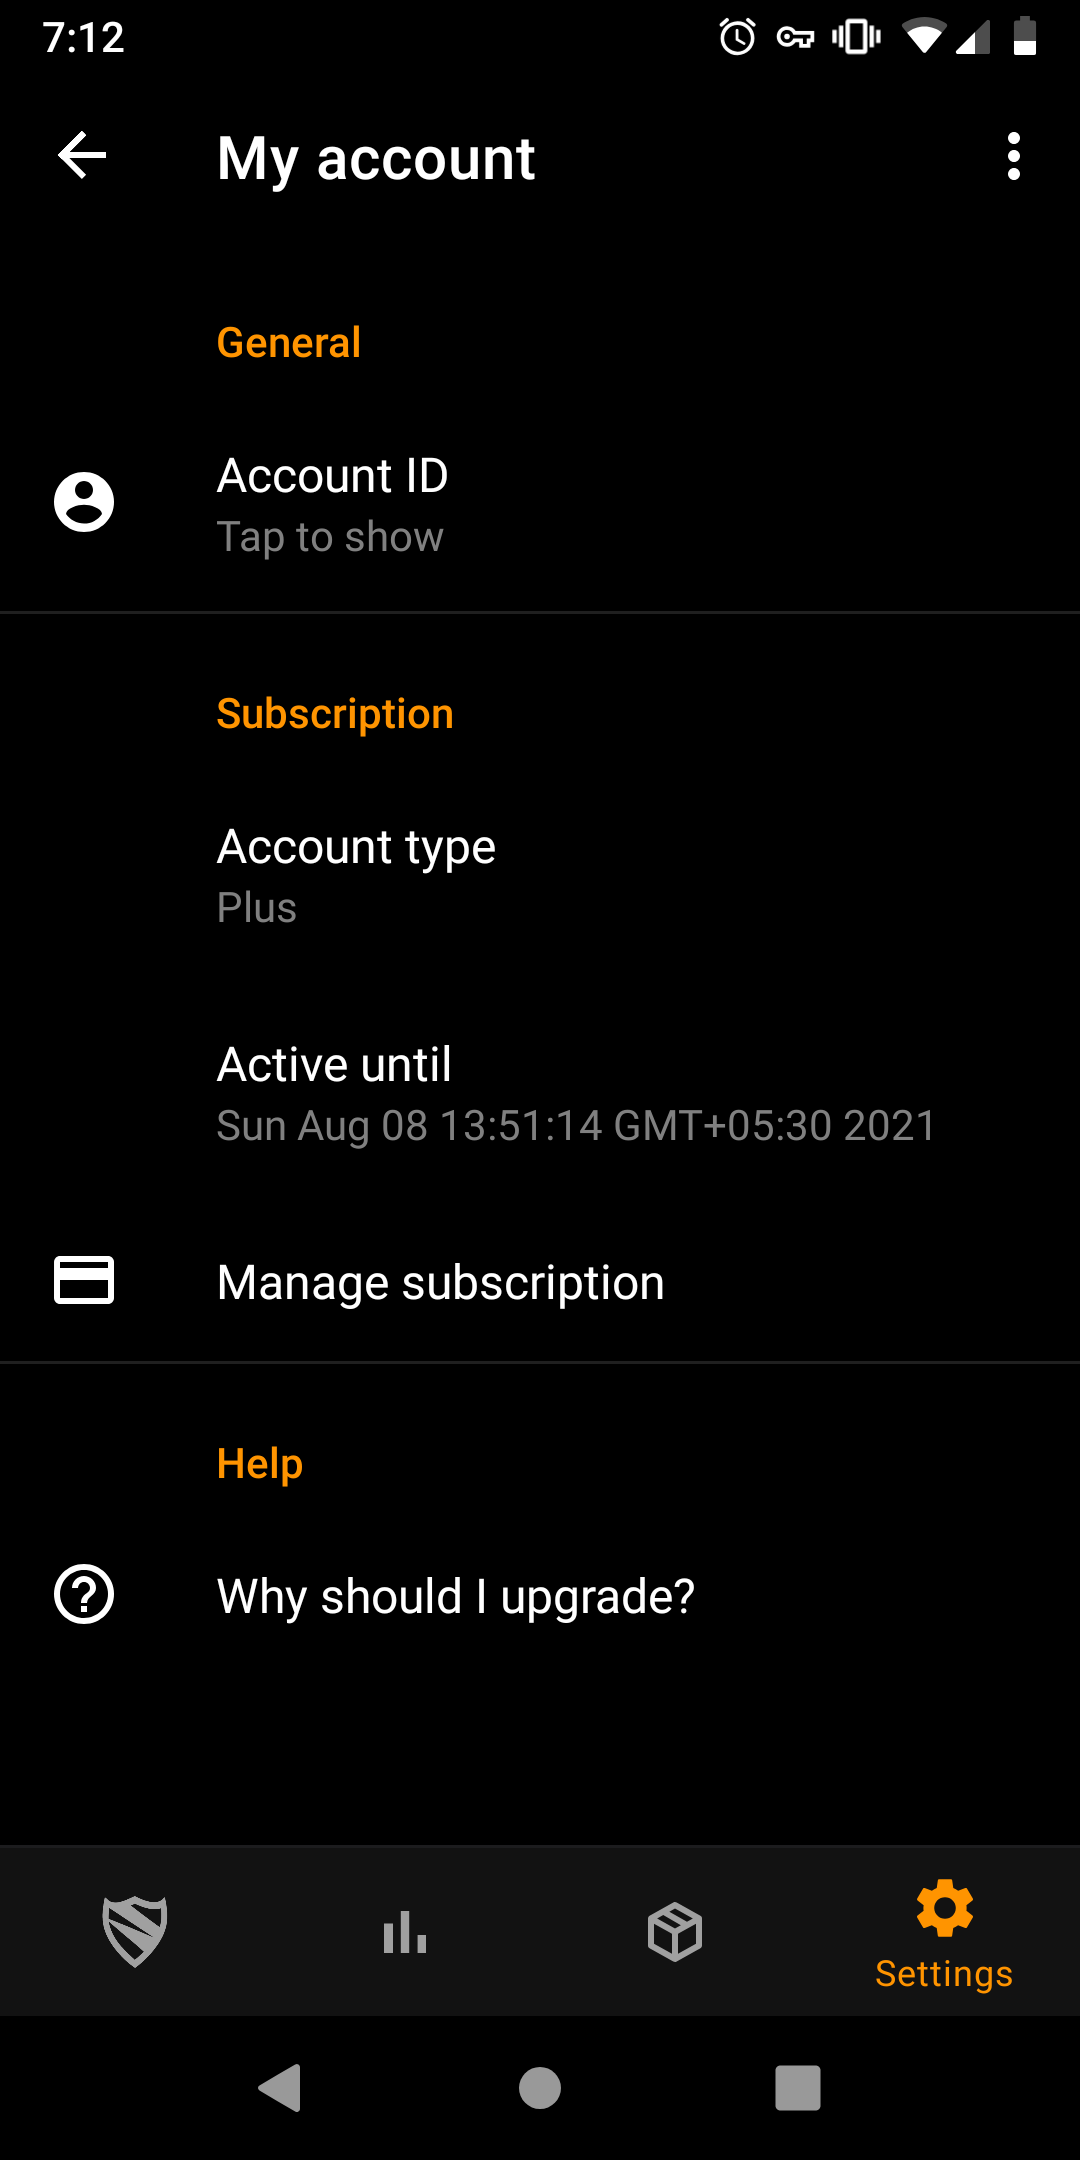 7:12
My account
General
Account ID
Tap to show
Subscription
Account type
Plus
Active until
Sun Aug 08 13:51:14 GMT+05:30 2021
Manage subscription
Help
Why should I upgrade?
Settings